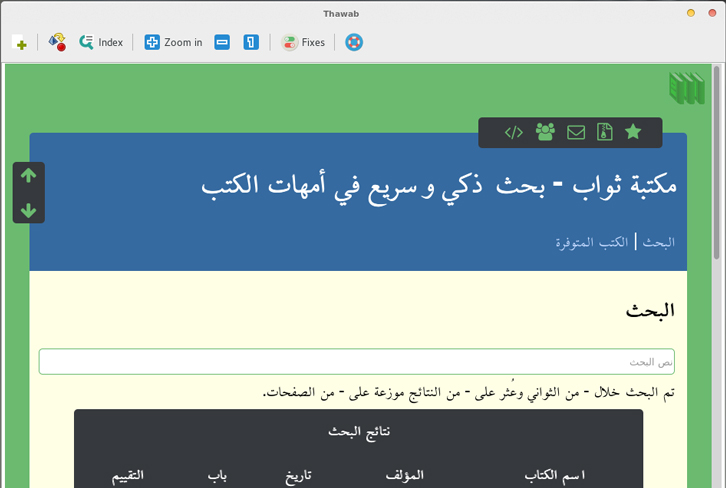 Thawab
Index Zoom in Fixes
مكتبة ثواب - بحث ذكي و سريع في أمهات الكتب
البحث | الكتب المتوفرة
البحث
نص البحث
تم البحث خلال - من الثواني وعُثر على - من النتائج موزعة على - من الصفحات.
نتائج البحث
اسم الكتاب المؤلف تاريخ باب التقييم